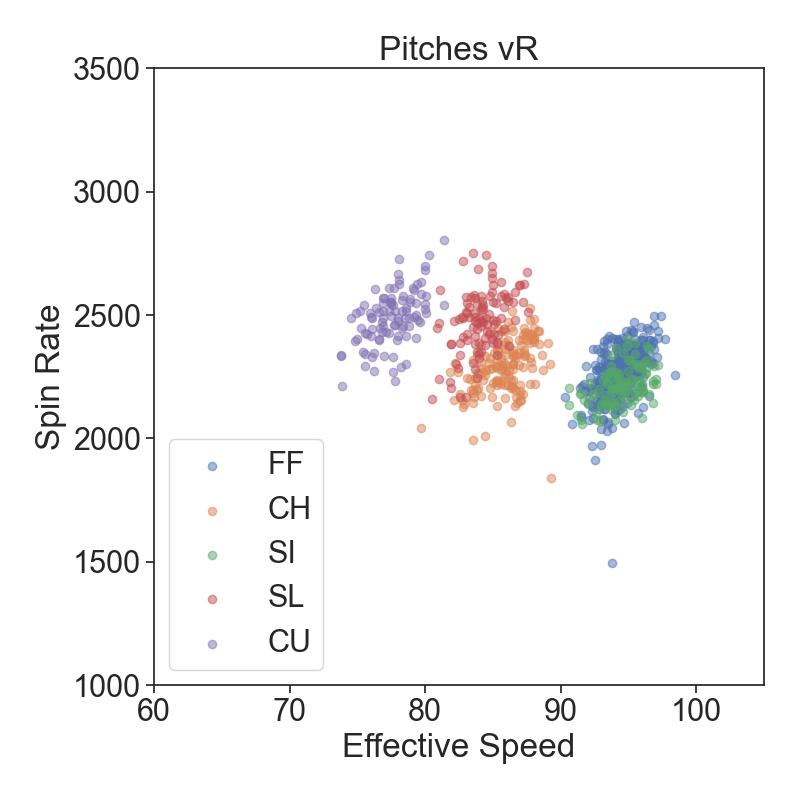 Pitches vR
3500
3000
2500
2000
1500
1000
Spin Rate
FF
CH
SI
SL
CU
60 70 80 90 100
Effective Speed